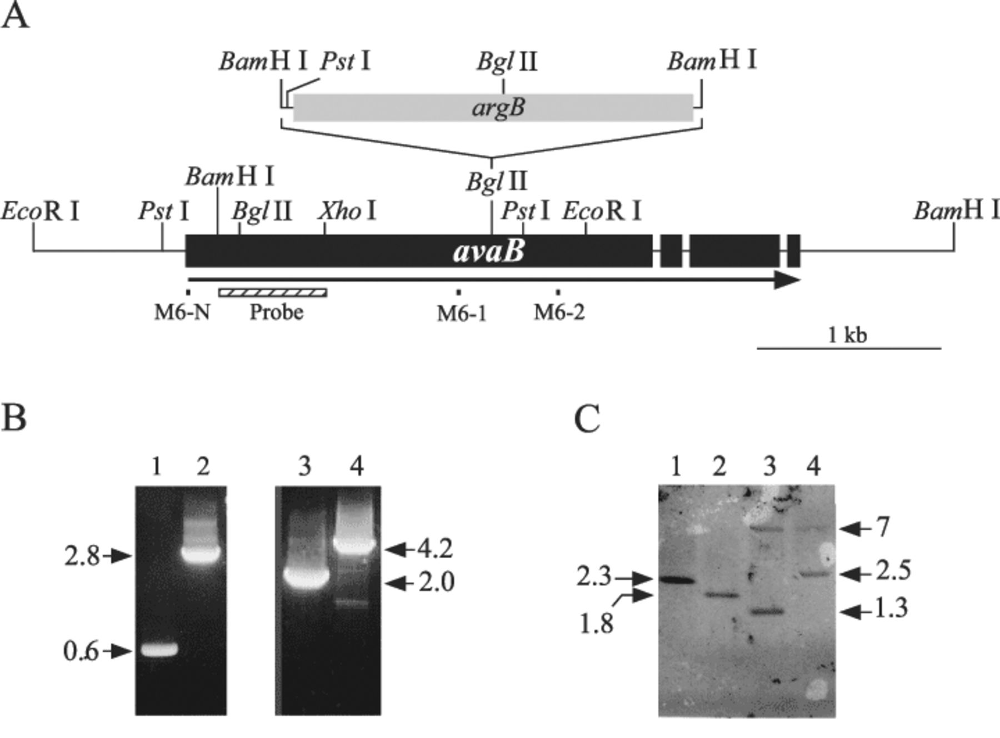 A
BamH I Pst I Bgl II BamH I
argB
BamH I
Bgl II
EcoR I Pst I Bgl II Xho I Pst I EcoR I BamH I
avaB
M6-N Probe M6-1 M6-2
1 kb
B
1 2 3 4
2.8
0.6
4.2
2.0
C
1 2 3 4
2.3
1.8
7
2.5
1.3